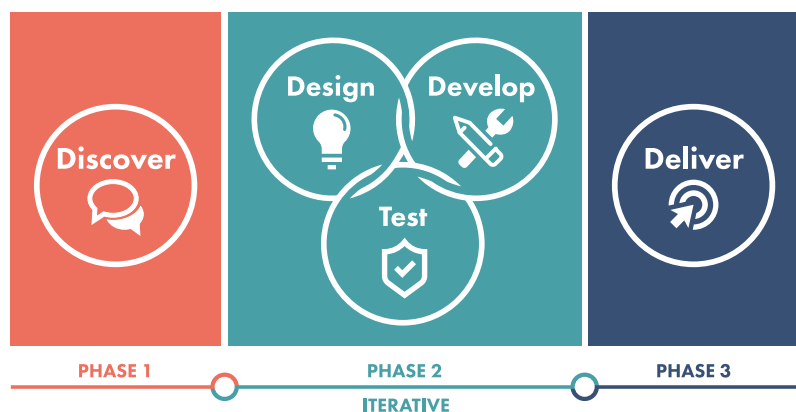 Discover
Design
Develop
Test
Deliver
PHASE 1
PHASE 2
PHASE 3
ITERATIVE